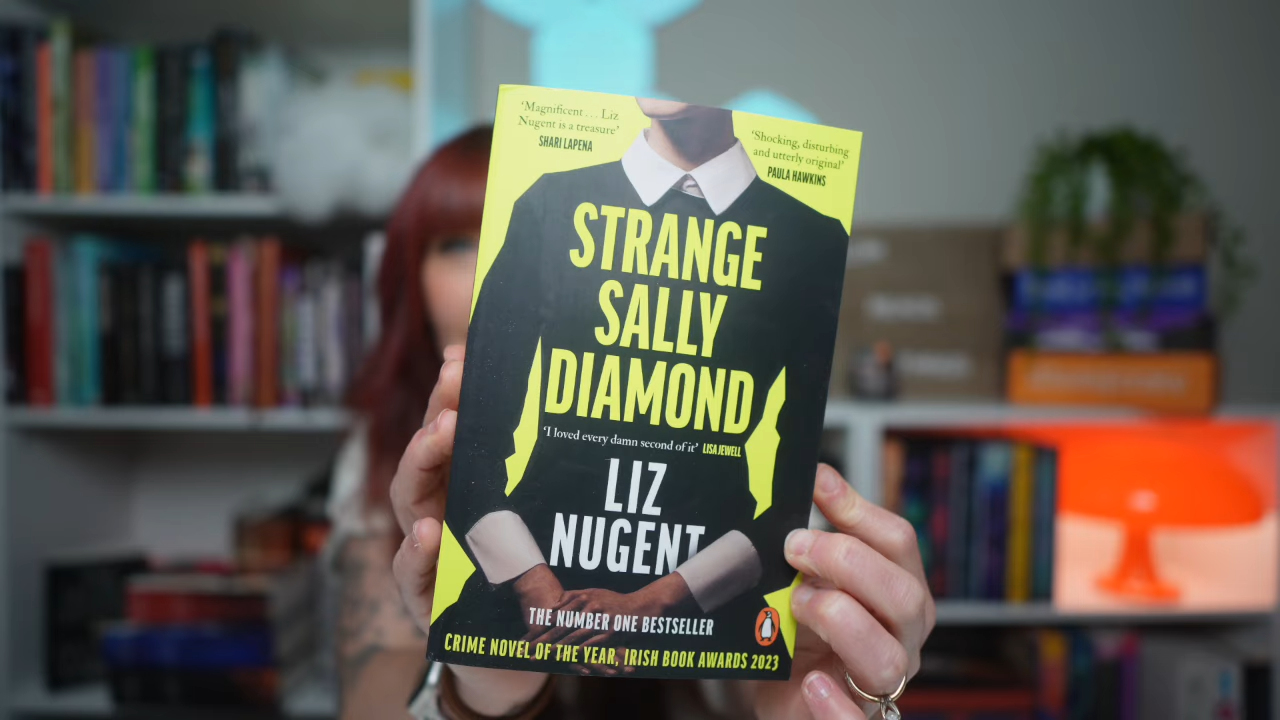 ‘Magnificent ... Liz
Nugent is a treasure’
SHARI LAPENA
‘Shocking, disturbing
and utterly original!’
PAULA HAWKINS
STRANGE
SALLY
DIAMOND
‘I loved every damn second of it’ LISA JEWELL
LIZ
NUGENT
THE NUMBER ONE BESTSELLER
CRIME NOVEL OF THE YEAR, IRISH BOOK AWARDS 2023